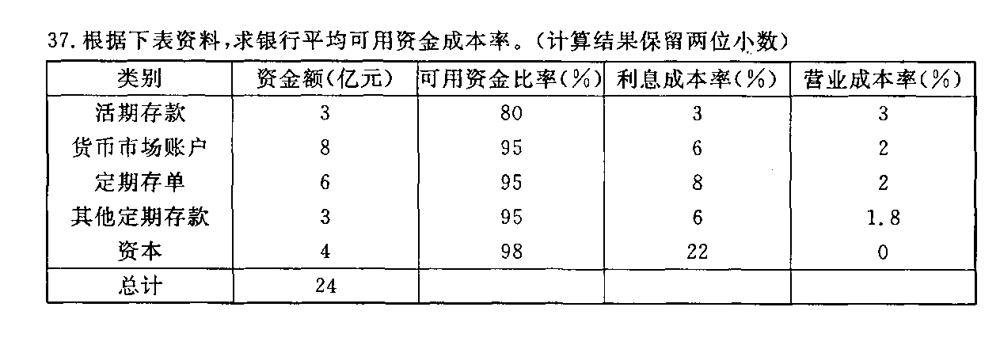 37.根据下表资料,求银行平均可用资金成本率。(计算结果保留两位小数)
类别 资金额(亿元) 可用资金比率(%) 利息成本率(%) 营业成本率(%)
活期存款 3 80 3 3
货币市场账户 8 95 6 2
定期存单 6 95 8 2
其他定期存款 3 95 6 1.8
资本 4 98 22 0
总计 24